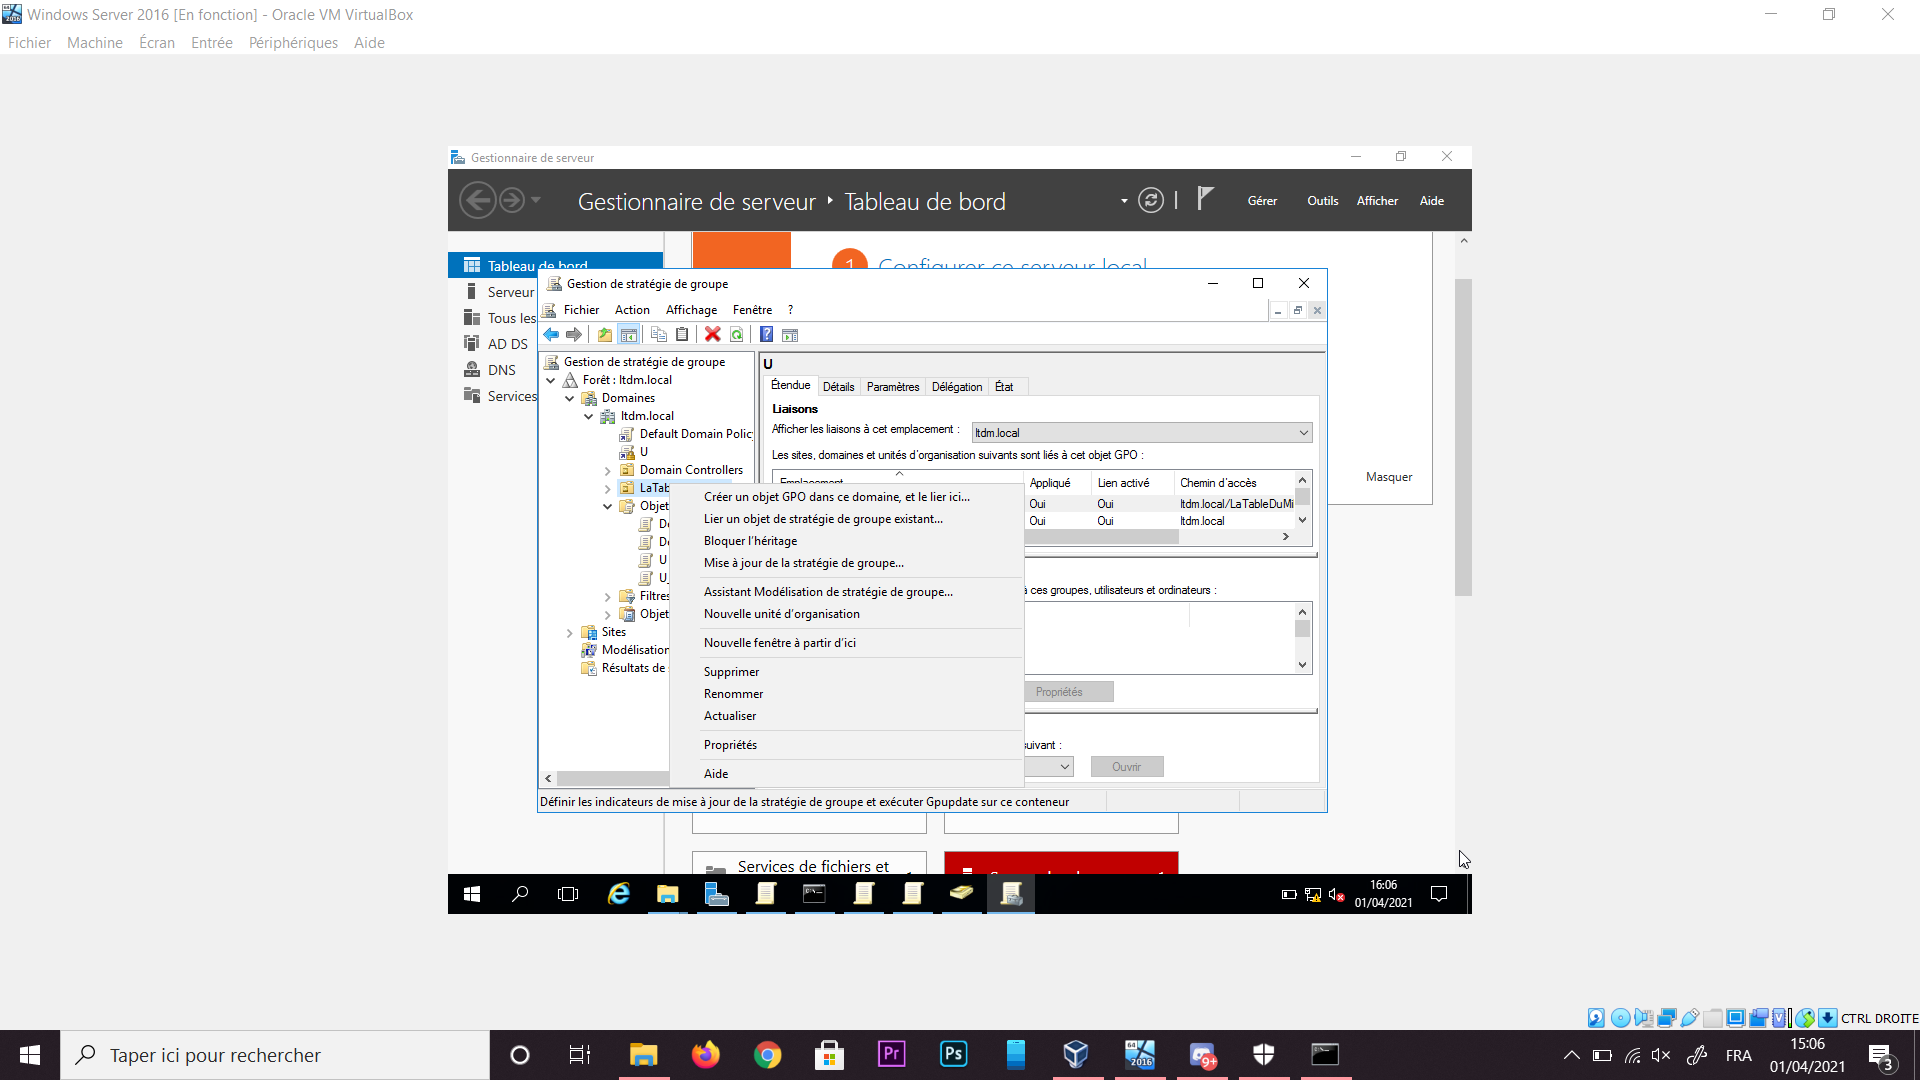 Windows Server 2016 [En fonction] - Oracle VM VirtualBox
Fichier Machine Écran Entrée Périphériques Aide
Gestionnaire de serveur
Gestionnaire de serveur Tableau de bord
Gérer Outils Afficher Aide
Tableau de bord
Serveur
Tous les
AD DS
DNS
Services
1 Configurer ce serveur local
Masquer
Gestion de stratégie de groupe
Fichier Action Affichage Fenêtre ?
Gestion de stratégie de groupe
Forêt : ltdm.local
Domaines
ltdm.local
Default Domain Polic
U
Domain Controllers
LaTab
Objet
De
De
U
U_
Filtres
Objet
Sites
Modélisation
Résultats de
U
Étendue Détails Paramètres Délégation État
Liaisons
Afficher les liaisons à cet emplacement : ltdm.local
Les sites, domaines et unités d'organisation suivants sont liés à cet objet GPO :
Emplacement Appliqué Lien activé Chemin d'accès
Oui Oui ltdm.local/LaTableDuMi
Oui Oui ltdm.local
à ces groupes, utilisateurs et ordinateurs :
Propriétés
suivant :
Ouvrir
Créer un objet GPO dans ce domaine, et le lier ici...
Lier un objet de stratégie de groupe existant...
Bloquer l'héritage
Mise à jour de la stratégie de groupe...
Assistant Modélisation de stratégie de groupe...
Nouvelle unité d'organisation
Nouvelle fenêtre à partir d'ici
Supprimer
Renommer
Actualiser
Propriétés
Aide
Définir les indicateurs de mise à jour de la stratégie de groupe et exécuter Gpupdate sur ce conteneur
Services de fichiers et
16:06
01/04/2021
CTRL DROITE
Taper ici pour rechercher
Pr
Ps
64
2016
9+
FRA
15:06
01/04/2021
3